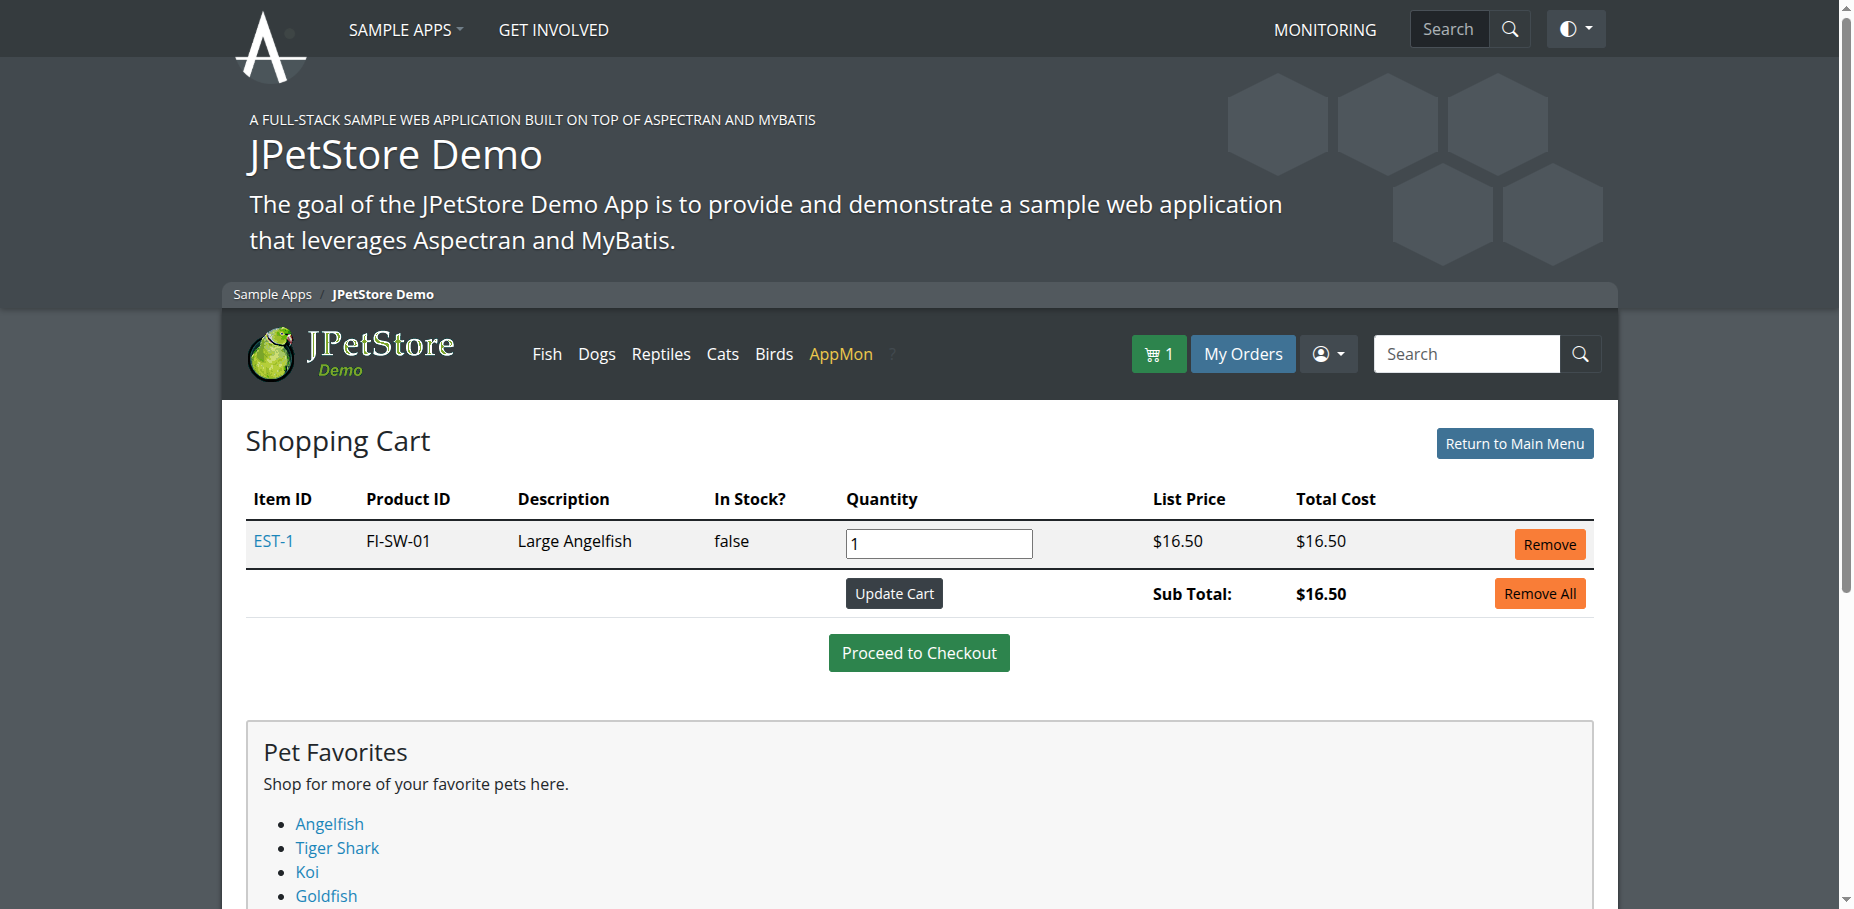 SAMPLE APPS GET INVOLVED MONITORING Search
A FULL-STACK SAMPLE WEB APPLICATION BUILT ON TOP OF ASPECTRAN AND MYBATIS
JPetStore Demo
The goal of the JPetStore Demo App is to provide and demonstrate a sample web application
that leverages Aspectran and MyBatis.
Sample Apps / JPetStore Demo
JPetStore
Demo
Fish Dogs Reptiles Cats Birds AppMon ? 1 My Orders Search
Shopping Cart Return to Main Menu
Item ID Product ID Description In Stock? Quantity List Price Total Cost
EST-1 FI-SW-01 Large Angelfish false 1 $16.50 $16.50 Remove
Update Cart Sub Total: $16.50 Remove All
Proceed to Checkout
Pet Favorites
Shop for more of your favorite pets here.
Angelfish
Tiger Shark
Koi
Goldfish